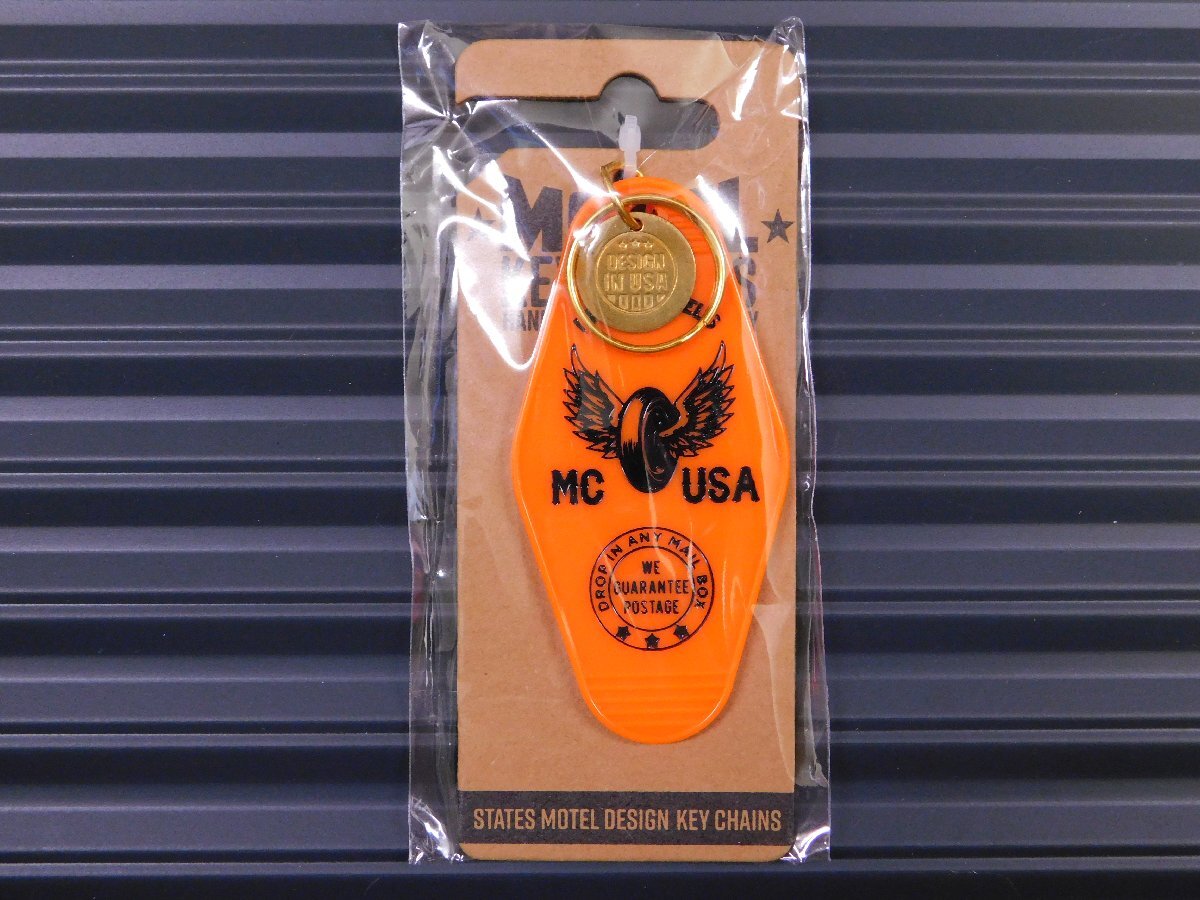 DESIGN
IN USA
MC USA
DROP IN ANY MAIL BOX
WE
GUARANTEE
POSTAGE
STATES MOTEL DESIGN KEY CHAINS